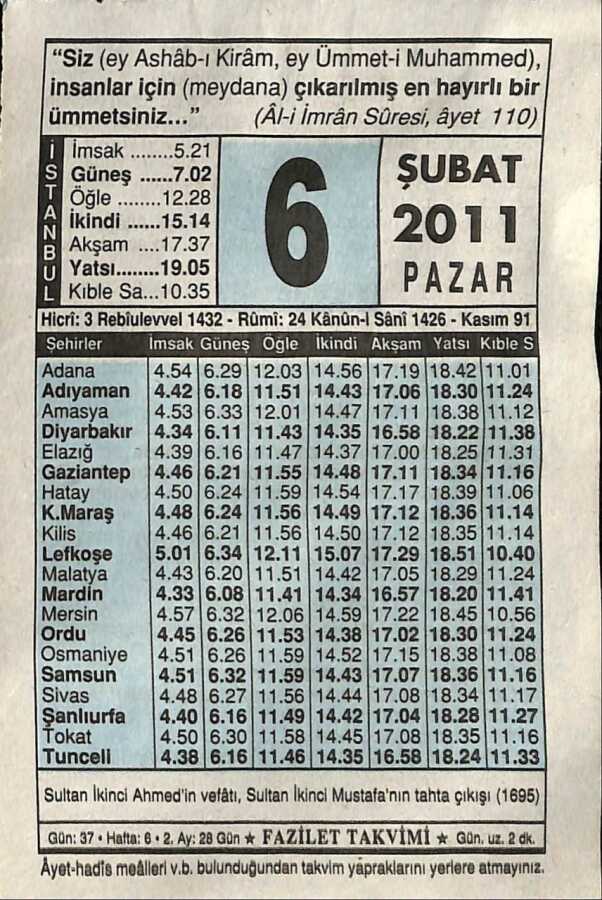 "Siz (ey Ashâb-ı Kirâm, ey Ümmet-i Muhammed),
insanlar için (meydana) çıkarılmış en hayırlı bir
ümmetsiniz..." (Âl-i İmrân Sûresi, âyet 110)
İSTANBUL
İmsak ........5.21
Güneş ......7.02
Öğle ........12.28
İkindi ......15.14
Akşam ....17.37
Yatsı........19.05
Kıble Sa...10.35
6
ŞUBAT
2011
PAZAR
Hicrî: 3 Rebîulevvel 1432 - Rûmî: 24 Kânûn-I Sânî 1426 - Kasım 91
Şehirler İmsak Güneş Öğle İkindi Akşam Yatsı Kıble S
Adana 4.54 6.29 12.03 14.56 17.19 18.42 11.01
Adıyaman 4.42 6.18 11.51 14.43 17.06 18.30 11.24
Amasya 4.53 6.33 12.01 14.47 17.11 18.38 11.12
Diyarbakır 4.34 6.11 11.43 14.35 16.58 18.22 11.38
Elazığ 4.39 6.16 11.47 14.37 17.00 18.25 11.31
Gaziantep 4.46 6.21 11.55 14.48 17.11 18.34 11.16
Hatay 4.50 6.24 11.59 14.54 17.17 18.39 11.06
K.Maraş 4.48 6.24 11.56 14.49 17.12 18.36 11.14
Kilis 4.46 6.21 11.56 14.50 17.12 18.35 11.14
Lefkoşe 5.01 6.34 12.11 15.07 17.29 18.51 10.40
Malatya 4.43 6.20 11.51 14.42 17.05 18.29 11.24
Mardin 4.33 6.08 11.41 14.34 16.57 18.20 11.41
Mersin 4.57 6.32 12.06 14.59 17.22 18.45 10.56
Ordu 4.45 6.26 11.53 14.38 17.02 18.30 11.24
Osmaniye 4.51 6.26 11.59 14.52 17.15 18.38 11.08
Samsun 4.51 6.32 11.59 14.43 17.07 18.36 11.16
Sivas 4.48 6.27 11.56 14.44 17.08 18.34 11.17
Şanlıurfa 4.40 6.16 11.49 14.42 17.04 18.28 11.27
Tokat 4.50 6.30 11.58 14.45 17.08 18.35 11.16
Tunceli 4.38 6.16 11.46 14.35 16.58 18.24 11.33
Sultan İkinci Ahmed'in vefâtı, Sultan İkinci Mustafa'nın tahta çıkışı (1695)
Gün: 37 • Hafta: 6 • 2. Ay: 28 Gün ★ FAZİLET TAKVİMİ ★ Gün. uz. 2 dk.
Âyet-hadîs meâlleri v.b. bulunduğundan takvim yapraklarını yerlere atmayınız.